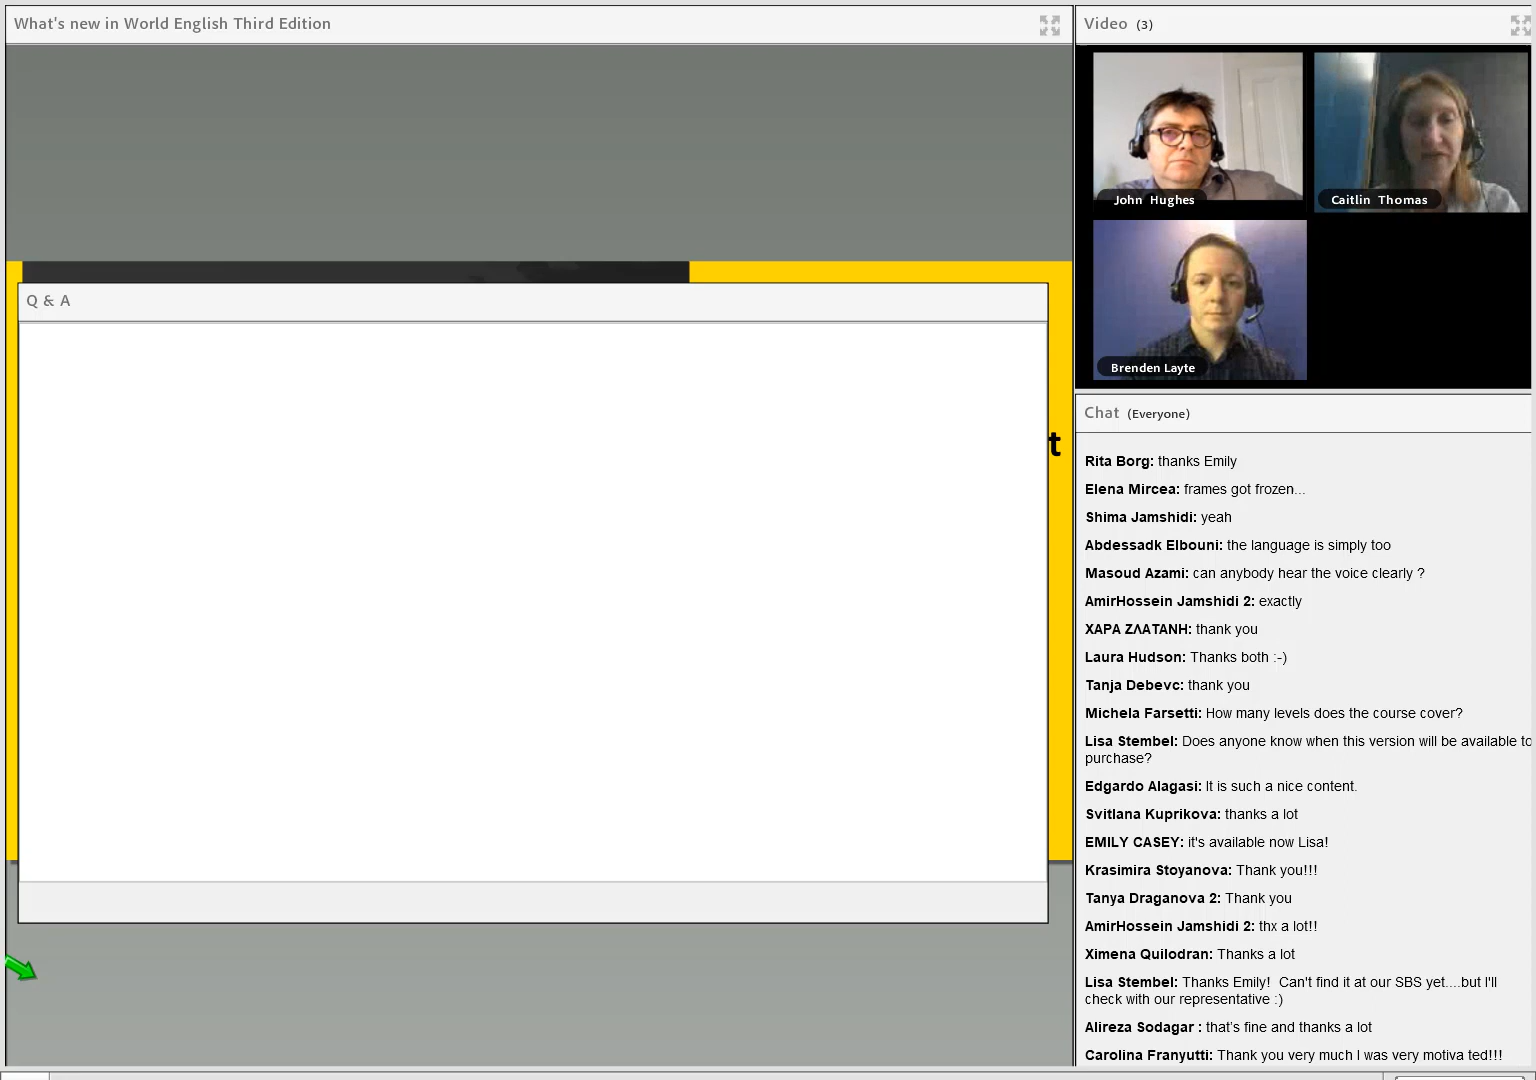 What's new in World English Third Edition
Q & A
t
Video (3)
John Hughes
Caitlin Thomas
Brenden Layte
Chat (Everyone)
Rita Borg: thanks Emily
Elena Mircea: frames got frozen...
Shima Jamshidi: yeah
Abdessadk Elbouni: the language is simply too
Masoud Azami: can anybody hear the voice clearly ?
AmirHossein Jamshidi 2: exactly
ΧΑΡΑ ΖΛΑΤΑΝΗ: thank you
Laura Hudson: Thanks both :-)
Tanja Debevc: thank you
Michela Farsetti: How many levels does the course cover?
Lisa Stembel: Does anyone know when this version will be available to
purchase?
Edgardo Alagasi: It is such a nice content.
Svitlana Kuprikova: thanks a lot
EMILY CASEY: it's available now Lisa!
Krasimira Stoyanova: Thank you!!!
Tanya Draganova 2: Thank you
AmirHossein Jamshidi 2: thx a lot!!
Ximena Quilodran: Thanks a lot
Lisa Stembel: Thanks Emily!  Can't find it at our SBS yet....but I'll
check with our representative :)
Alireza Sodagar : that's fine and thanks a lot
Carolina Franyutti: Thank you very much I was very motiva ted!!!